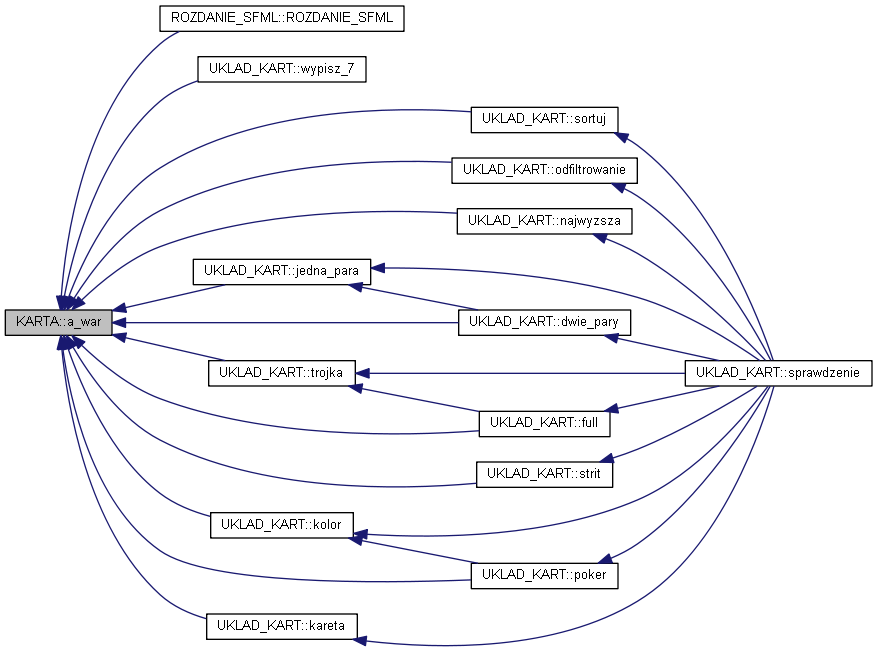 ROZDANIE_SFML::ROZDANIE_SFML
UKLAD_KART::wypisz_7
UKLAD_KART::sortuj
UKLAD_KART::odfiltrowanie
UKLAD_KART::najwyzsza
UKLAD_KART::jedna_para
KARTA::a_war
UKLAD_KART::dwie_pary
UKLAD_KART::trojka
UKLAD_KART::sprawdzenie
UKLAD_KART::full
UKLAD_KART::strit
UKLAD_KART::kolor
UKLAD_KART::poker
UKLAD_KART::kareta